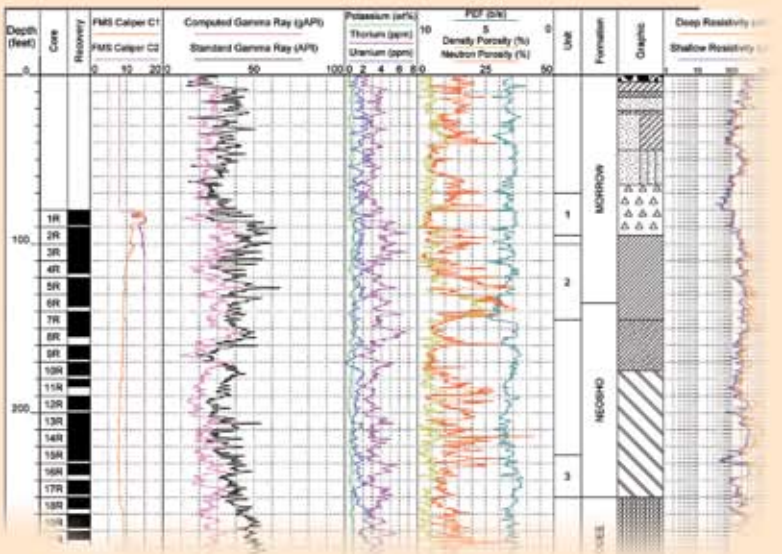 Depth
(feet)
Core
Recovery
FMS Caliper C1
FMS Caliper C2
0 10 20
Computed Gamma Ray (gAPI)
Standard Gamma Ray (API)
0 50 100
Potassium (wt%)
Thorium (ppm)
Uranium (ppm)
0 2 4 6 8
PEF (b/e)
10 5 0
Density Porosity (%)
Neutron Porosity (%)
0 25 50
Unit
Formation
Graphic
Deep Resistivity
Shallow Resistivity
0
1R
2R
100
3R
4R
5R
6R
7R
8R
9R
10R
11R
12R
200
13R
14R
15R
16R
17R
18R
1
2
3
MORROW
NEOSHO